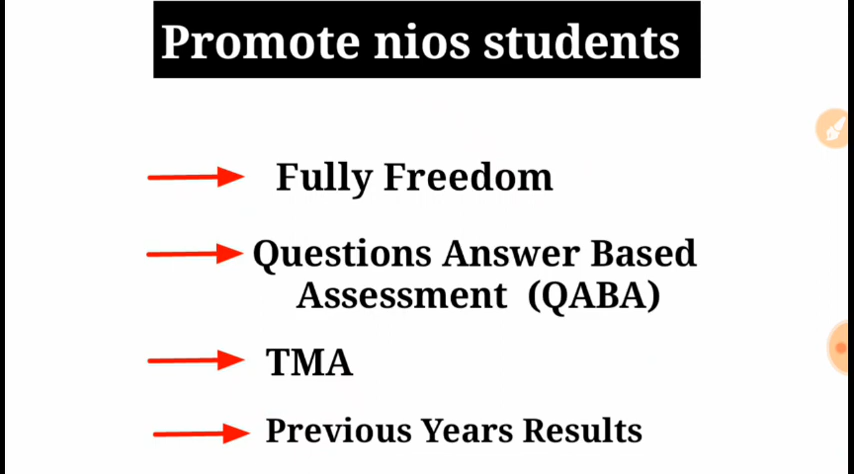 Promote nios students
Fully Freedom
Questions Answer Based
Assessment (QABA)
TMA
Previous Years Results